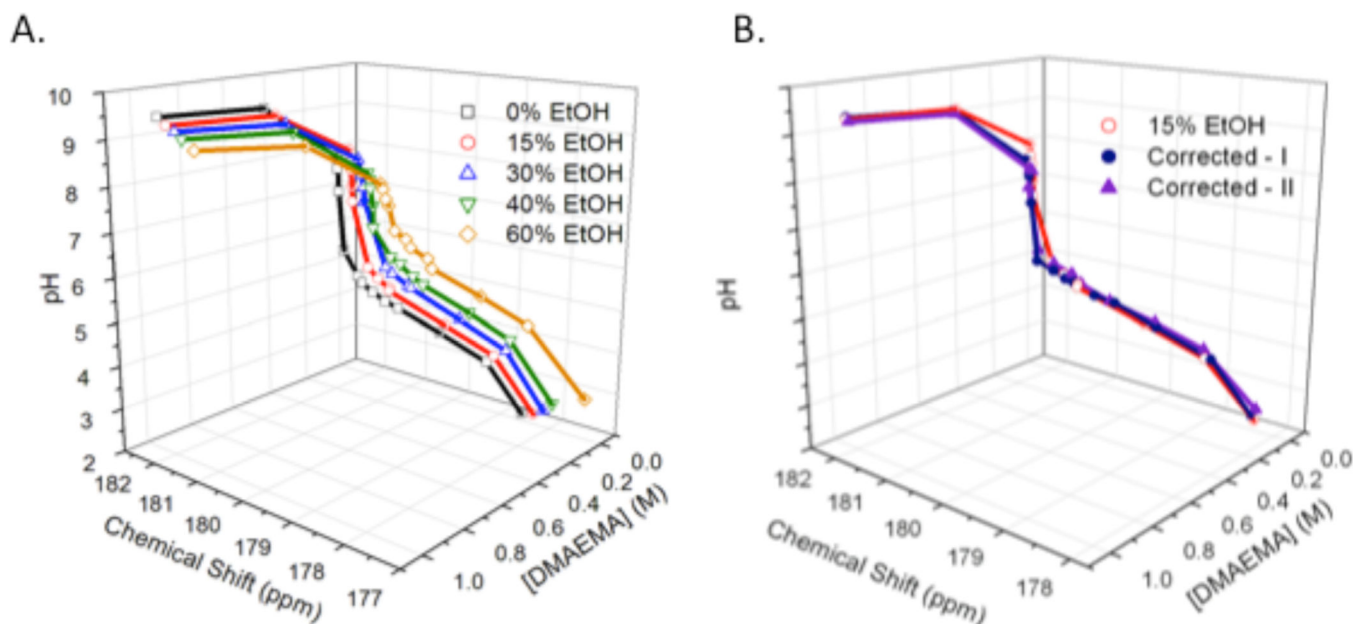 A.
10
9
8
7
6
5
4
3
2
pH
0% EtOH
15% EtOH
30% EtOH
40% EtOH
60% EtOH
182
181
180
179
178
177
Chemical Shift (ppm)
0.0
0.2
0.4
0.6
0.8
1.0
[DMAEMA] (M)
B.
pH
15% EtOH
Corrected - I
Corrected - II
182
181
180
179
178
Chemical Shift (ppm)
0.0
0.2
0.4
0.6
0.8
1.0
[DMAEMA] (M)